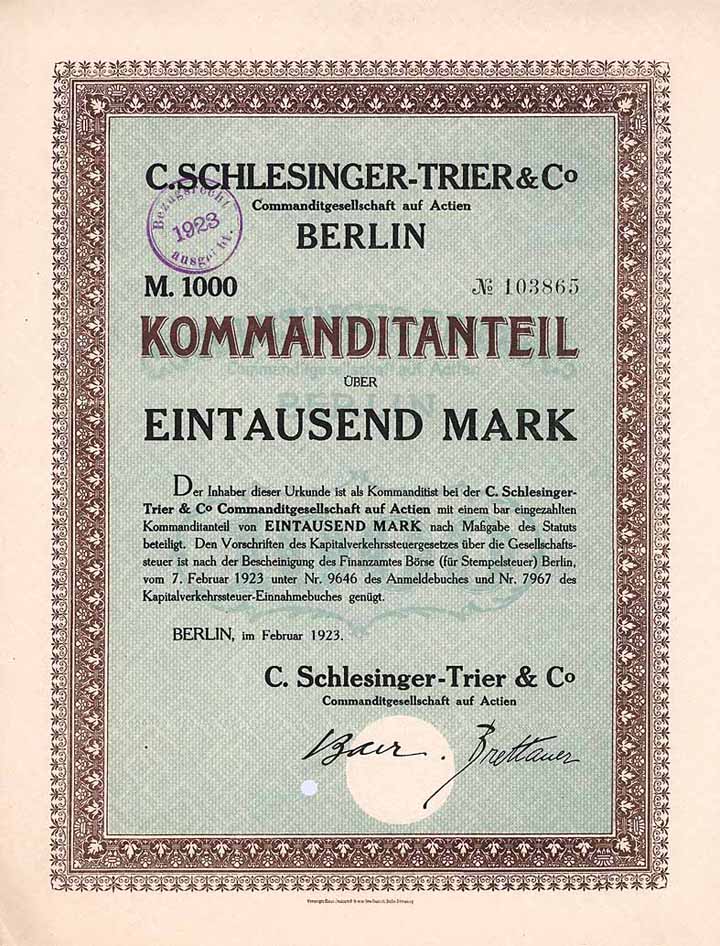 C. SCHLESINGER-TRIER & Co
Commanditgesellschaft auf Actien
BERLIN
Bezugsrecht
1923
M. 1000
№ 103865
KOMMANDITANTEIL
ÜBER
EINTAUSEND MARK
Der Inhaber dieser Urkunde ist als Kommanditist bei der C. Schlesinger-
Trier & Co Commanditgesellschaft auf Actien mit einem bar eingezahlten
Kommanditanteil von EINTAUSEND MARK nach Maßgabe des Statuts
beteiligt. Den Vorschriften des Kapitalverkehrssteuergesetzes über die Gesellschafts-
steuer ist nach der Bescheinigung des Finanzamtes Börse (für Stempelsteuer) Berlin,
vom 7. Februar 1923 unter Nr. 9646 des Anmeldebuches und Nr. 7967 des
Kapitalverkehrssteuer-Einnahmebuches genügt.
BERLIN, im Februar 1923.
C. Schlesinger-Trier & Co
Commanditgesellschaft auf Actien
Baer. Brettauer